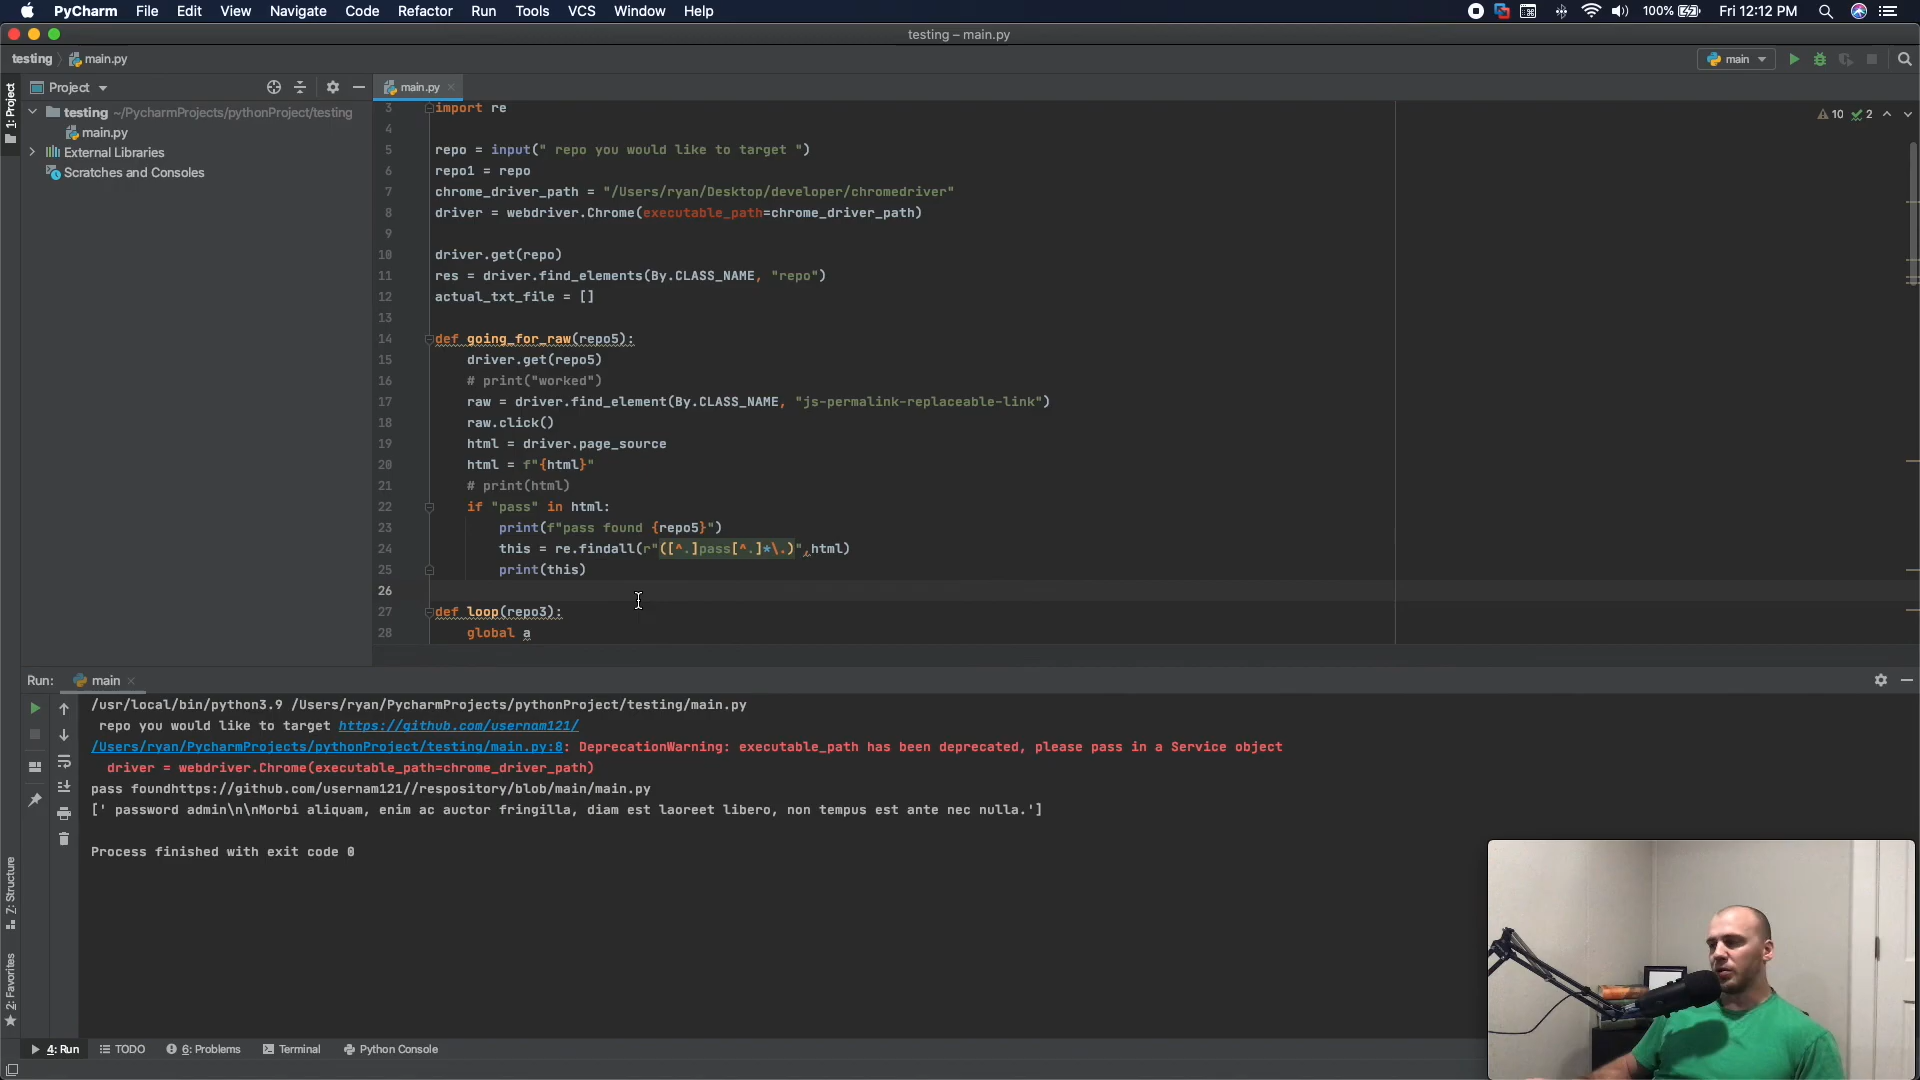 PyCharm File Edit View Navigate Code Refactor Run Tools VCS Window Help 100% Fri 12:12 PM
testing – main.py
testing main.py main
1: Project
Project
main.py
testing ~/PycharmProjects/pythonProject/testing
main.py
External Libraries
Scratches and Consoles
10 2
3 import re
4
5 repo = input(" repo you would like to target ")
6 repo1 = repo
7 chrome_driver_path = "/Users/ryan/Desktop/developer/chromedriver"
8 driver = webdriver.Chrome(executable_path=chrome_driver_path)
9
10 driver.get(repo)
11 res = driver.find_elements(By.CLASS_NAME, "repo")
12 actual_txt_file = []
13
14 def going_for_raw(repo5):
15 driver.get(repo5)
16 # print("worked")
17 raw = driver.find_element(By.CLASS_NAME, "js-permalink-replaceable-link")
18 raw.click()
19 html = driver.page_source
20 html = f"{html}"
21 # print(html)
22 if "pass" in html:
23 print(f"pass found {repo5}")
24 this = re.findall(r"([^.]pass[^.]*\.)",html)
25 print(this)
26
27 def loop(repo3):
28 global a
Run: main
/usr/local/bin/python3.9 /Users/ryan/PycharmProjects/pythonProject/testing/main.py
repo you would like to target https://github.com/usernam121/
/Users/ryan/PycharmProjects/pythonProject/testing/main.py:8: DeprecationWarning: executable_path has been deprecated, please pass in a Service object
driver = webdriver.Chrome(executable_path=chrome_driver_path)
pass foundhttps://github.com/usernam121//respository/blob/main/main.py
[' password admin\n\nMorbi aliquam, enim ac auctor fringilla, diam est laoreet libero, non tempus est ante nec nulla.']
Process finished with exit code 0
7: Structure
2: Favorites
4: Run TODO 6: Problems Terminal Python Console